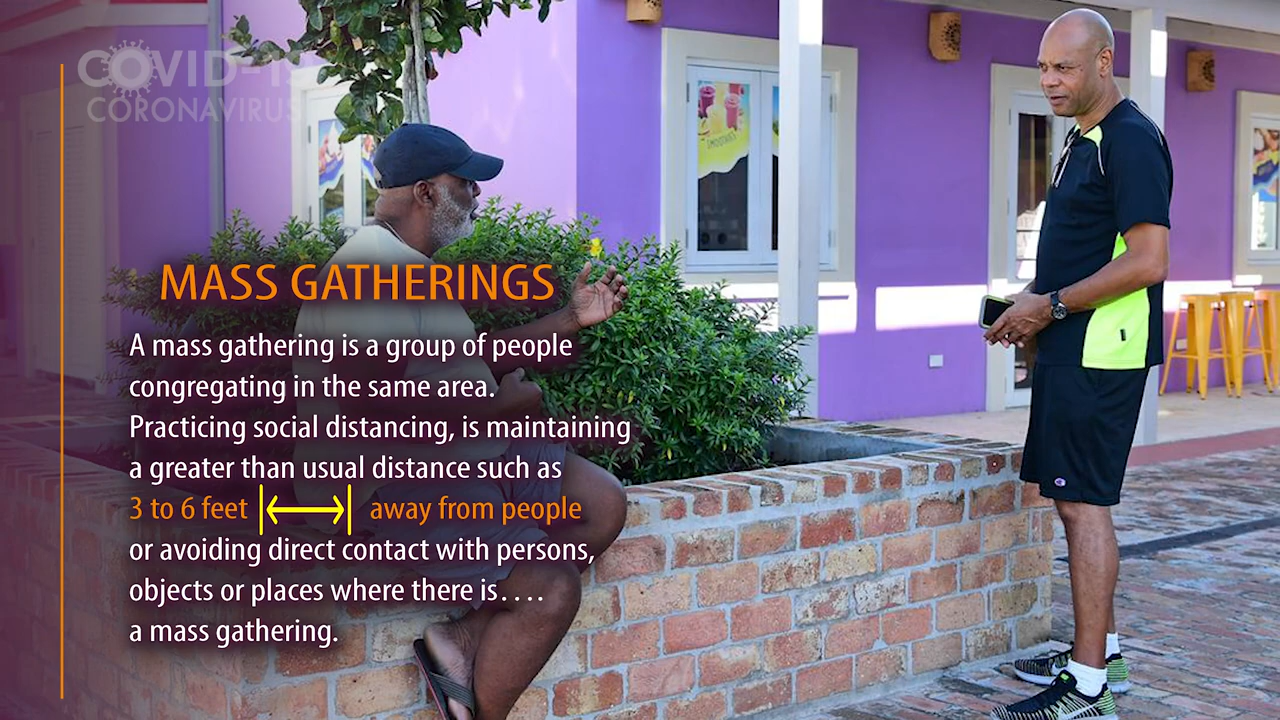 COVID-19
CORONAVIRUS
MASS GATHERINGS
A mass gathering is a group of people
congregating in the same area.
Practicing social distancing, is maintaining
a greater than usual distance such as
3 to 6 feet away from people
or avoiding direct contact with persons,
objects or places where there is....
a mass gathering.